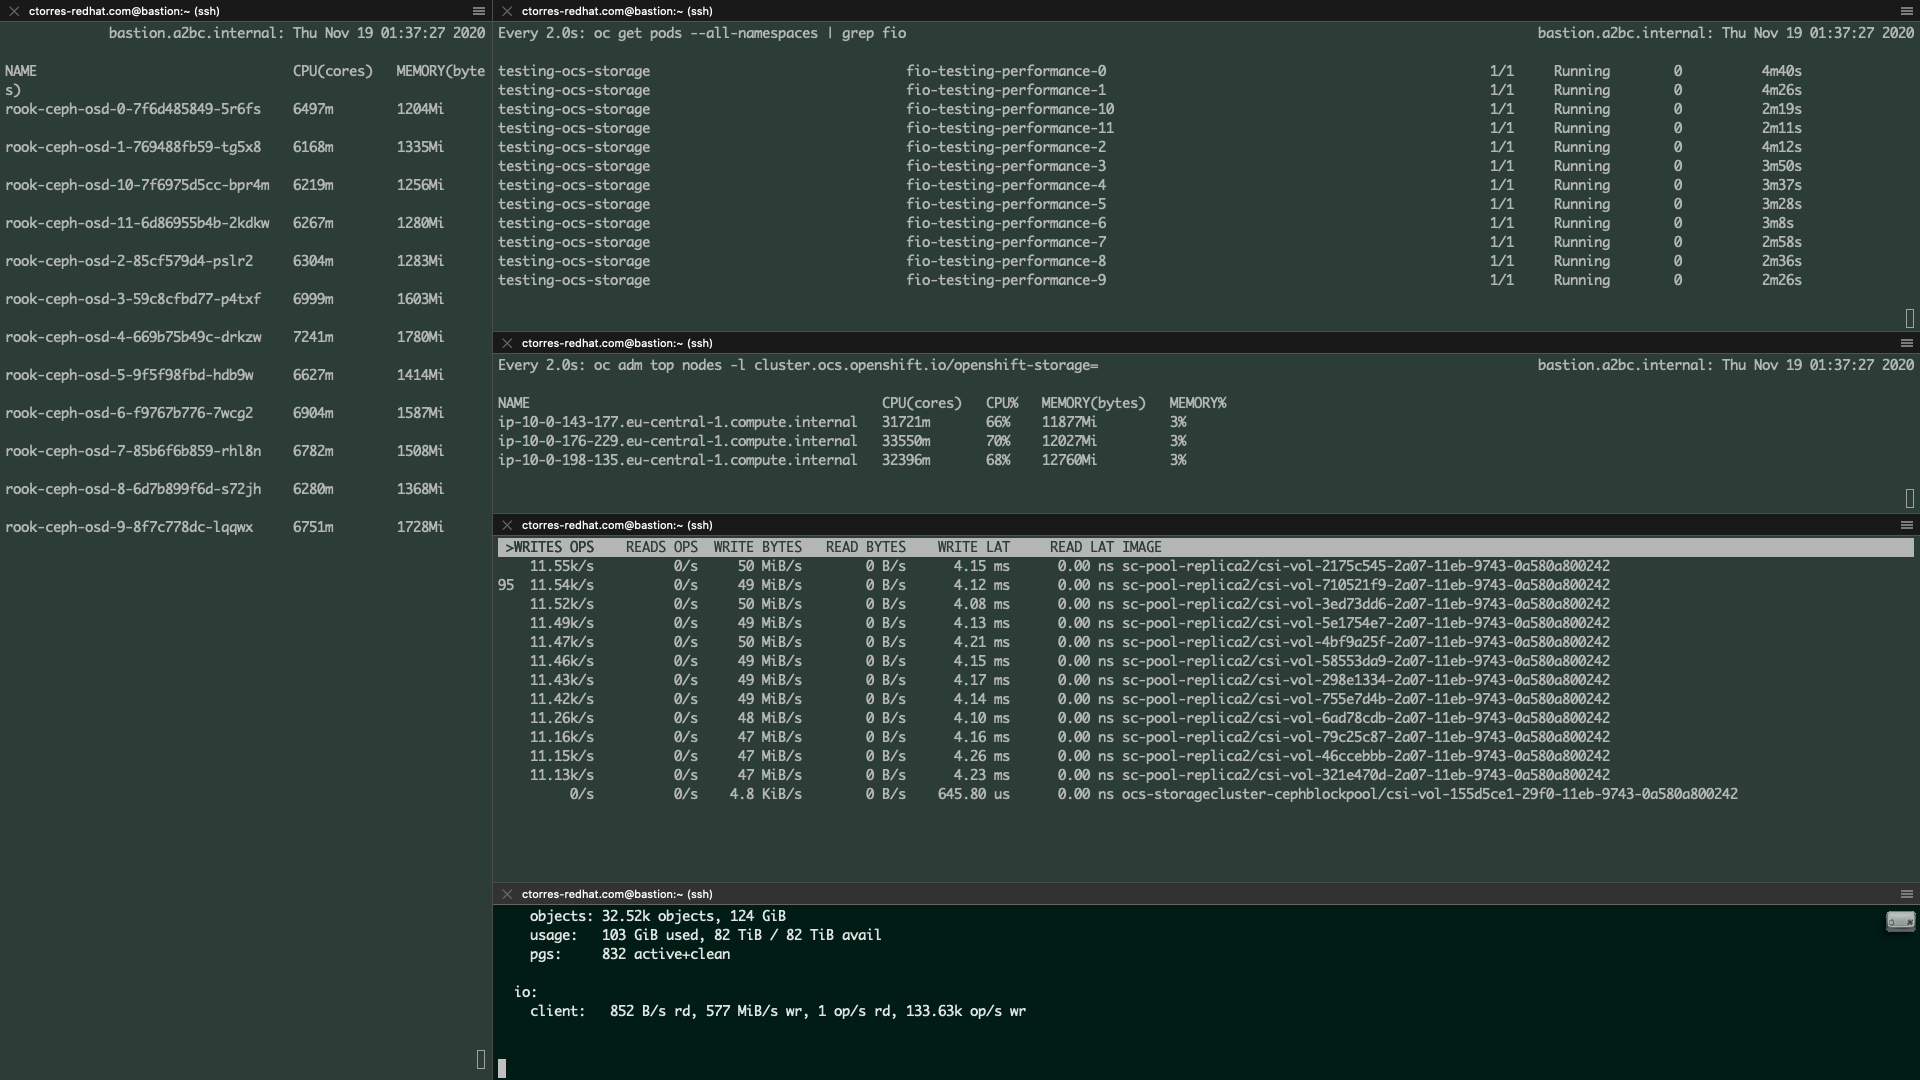 ctorres-redhat.com@bastion:~ (ssh)
bastion.a2bc.internal: Thu Nov 19 01:37:27 2020
NAME CPU(cores) MEMORY(byte
s)
rook-ceph-osd-0-7f6d485849-5r6fs 6497m 1204Mi
rook-ceph-osd-1-769488fb59-tg5x8 6168m 1335Mi
rook-ceph-osd-10-7f6975d5cc-bpr4m 6219m 1256Mi
rook-ceph-osd-11-6d86955b4b-2kdkw 6267m 1280Mi
rook-ceph-osd-2-85cf579d4-pslr2 6304m 1283Mi
rook-ceph-osd-3-59c8cfbd77-p4txf 6999m 1603Mi
rook-ceph-osd-4-669b75b49c-drkzw 7241m 1780Mi
rook-ceph-osd-5-9f5f98fbd-hdb9w 6627m 1414Mi
rook-ceph-osd-6-f9767b776-7wcg2 6904m 1587Mi
rook-ceph-osd-7-85b6f6b859-rhl8n 6782m 1508Mi
rook-ceph-osd-8-6d7b899f6d-s72jh 6280m 1368Mi
rook-ceph-osd-9-8f7c778dc-lqqwx 6751m 1728Mi
ctorres-redhat.com@bastion:~ (ssh)
Every 2.0s: oc get pods --all-namespaces | grep fio bastion.a2bc.internal: Thu Nov 19 01:37:27 2020
testing-ocs-storage fio-testing-performance-0 1/1 Running 0 4m40s
testing-ocs-storage fio-testing-performance-1 1/1 Running 0 4m26s
testing-ocs-storage fio-testing-performance-10 1/1 Running 0 2m19s
testing-ocs-storage fio-testing-performance-11 1/1 Running 0 2m11s
testing-ocs-storage fio-testing-performance-2 1/1 Running 0 4m12s
testing-ocs-storage fio-testing-performance-3 1/1 Running 0 3m50s
testing-ocs-storage fio-testing-performance-4 1/1 Running 0 3m37s
testing-ocs-storage fio-testing-performance-5 1/1 Running 0 3m28s
testing-ocs-storage fio-testing-performance-6 1/1 Running 0 3m8s
testing-ocs-storage fio-testing-performance-7 1/1 Running 0 2m58s
testing-ocs-storage fio-testing-performance-8 1/1 Running 0 2m36s
testing-ocs-storage fio-testing-performance-9 1/1 Running 0 2m26s
ctorres-redhat.com@bastion:~ (ssh)
Every 2.0s: oc adm top nodes -l cluster.ocs.openshift.io/openshift-storage= bastion.a2bc.internal: Thu Nov 19 01:37:27 2020
NAME CPU(cores) CPU% MEMORY(bytes) MEMORY%
ip-10-0-143-177.eu-central-1.compute.internal 31721m 66% 11877Mi 3%
ip-10-0-176-229.eu-central-1.compute.internal 33550m 70% 12027Mi 3%
ip-10-0-198-135.eu-central-1.compute.internal 32396m 68% 12760Mi 3%
ctorres-redhat.com@bastion:~ (ssh)
>WRITES OPS READS OPS WRITE BYTES READ BYTES WRITE LAT READ LAT IMAGE
11.55k/s 0/s 50 MiB/s 0 B/s 4.15 ms 0.00 ns sc-pool-replica2/csi-vol-2175c545-2a07-11eb-9743-0a580a800242
95 11.54k/s 0/s 49 MiB/s 0 B/s 4.12 ms 0.00 ns sc-pool-replica2/csi-vol-710521f9-2a07-11eb-9743-0a580a800242
11.52k/s 0/s 50 MiB/s 0 B/s 4.08 ms 0.00 ns sc-pool-replica2/csi-vol-3ed73dd6-2a07-11eb-9743-0a580a800242
11.49k/s 0/s 49 MiB/s 0 B/s 4.13 ms 0.00 ns sc-pool-replica2/csi-vol-5e1754e7-2a07-11eb-9743-0a580a800242
11.47k/s 0/s 50 MiB/s 0 B/s 4.21 ms 0.00 ns sc-pool-replica2/csi-vol-4bf9a25f-2a07-11eb-9743-0a580a800242
11.46k/s 0/s 49 MiB/s 0 B/s 4.15 ms 0.00 ns sc-pool-replica2/csi-vol-58553da9-2a07-11eb-9743-0a580a800242
11.43k/s 0/s 49 MiB/s 0 B/s 4.17 ms 0.00 ns sc-pool-replica2/csi-vol-298e1334-2a07-11eb-9743-0a580a800242
11.42k/s 0/s 49 MiB/s 0 B/s 4.14 ms 0.00 ns sc-pool-replica2/csi-vol-755e7d4b-2a07-11eb-9743-0a580a800242
11.26k/s 0/s 48 MiB/s 0 B/s 4.10 ms 0.00 ns sc-pool-replica2/csi-vol-6ad78cdb-2a07-11eb-9743-0a580a800242
11.16k/s 0/s 47 MiB/s 0 B/s 4.16 ms 0.00 ns sc-pool-replica2/csi-vol-79c25c87-2a07-11eb-9743-0a580a800242
11.15k/s 0/s 47 MiB/s 0 B/s 4.26 ms 0.00 ns sc-pool-replica2/csi-vol-46ccebbb-2a07-11eb-9743-0a580a800242
11.13k/s 0/s 47 MiB/s 0 B/s 4.23 ms 0.00 ns sc-pool-replica2/csi-vol-321e470d-2a07-11eb-9743-0a580a800242
0/s 0/s 4.8 KiB/s 0 B/s 645.80 us 0.00 ns ocs-storagecluster-cephblockpool/csi-vol-155d5ce1-29f0-11eb-9743-0a580a800242
ctorres-redhat.com@bastion:~ (ssh)
objects: 32.52k objects, 124 GiB
usage: 103 GiB used, 82 TiB / 82 TiB avail
pgs: 832 active+clean
io:
client: 852 B/s rd, 577 MiB/s wr, 1 op/s rd, 133.63k op/s wr